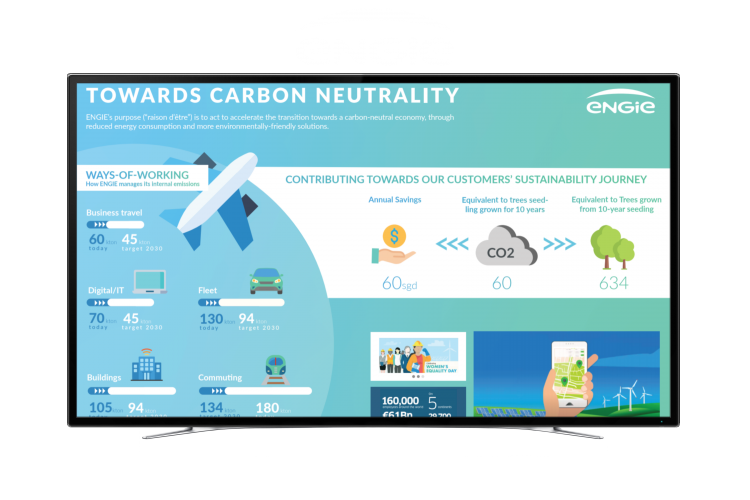 TOWARDS CARBON NEUTRALITY
ENGIE
ENGIE's purpose ("raison d'être") is to act to accelerate the transition towards a carbon-neutral economy, through
reduced energy consumption and more environmentally-friendly solutions.
WAYS-OF-WORKING
How ENGIE manages its internal emissions
Business travel
60 45
today target 2030
Digital/IT
70 45
today target 2030
Fleet
130 94
today target 2030
Buildings
105 94
Commuting
134 180
CONTRIBUTING TOWARDS OUR CUSTOMERS' SUSTAINABILITY JOURNEY
Annual Savings
60sgd
Equivalent to trees seed-
ling grown for 10 years
CO2
60
Equivalent to Trees grown
from 10-year seeding
634
WOMEN'S
EQUALITY DAY
160,000
5
€61Bn
29,700